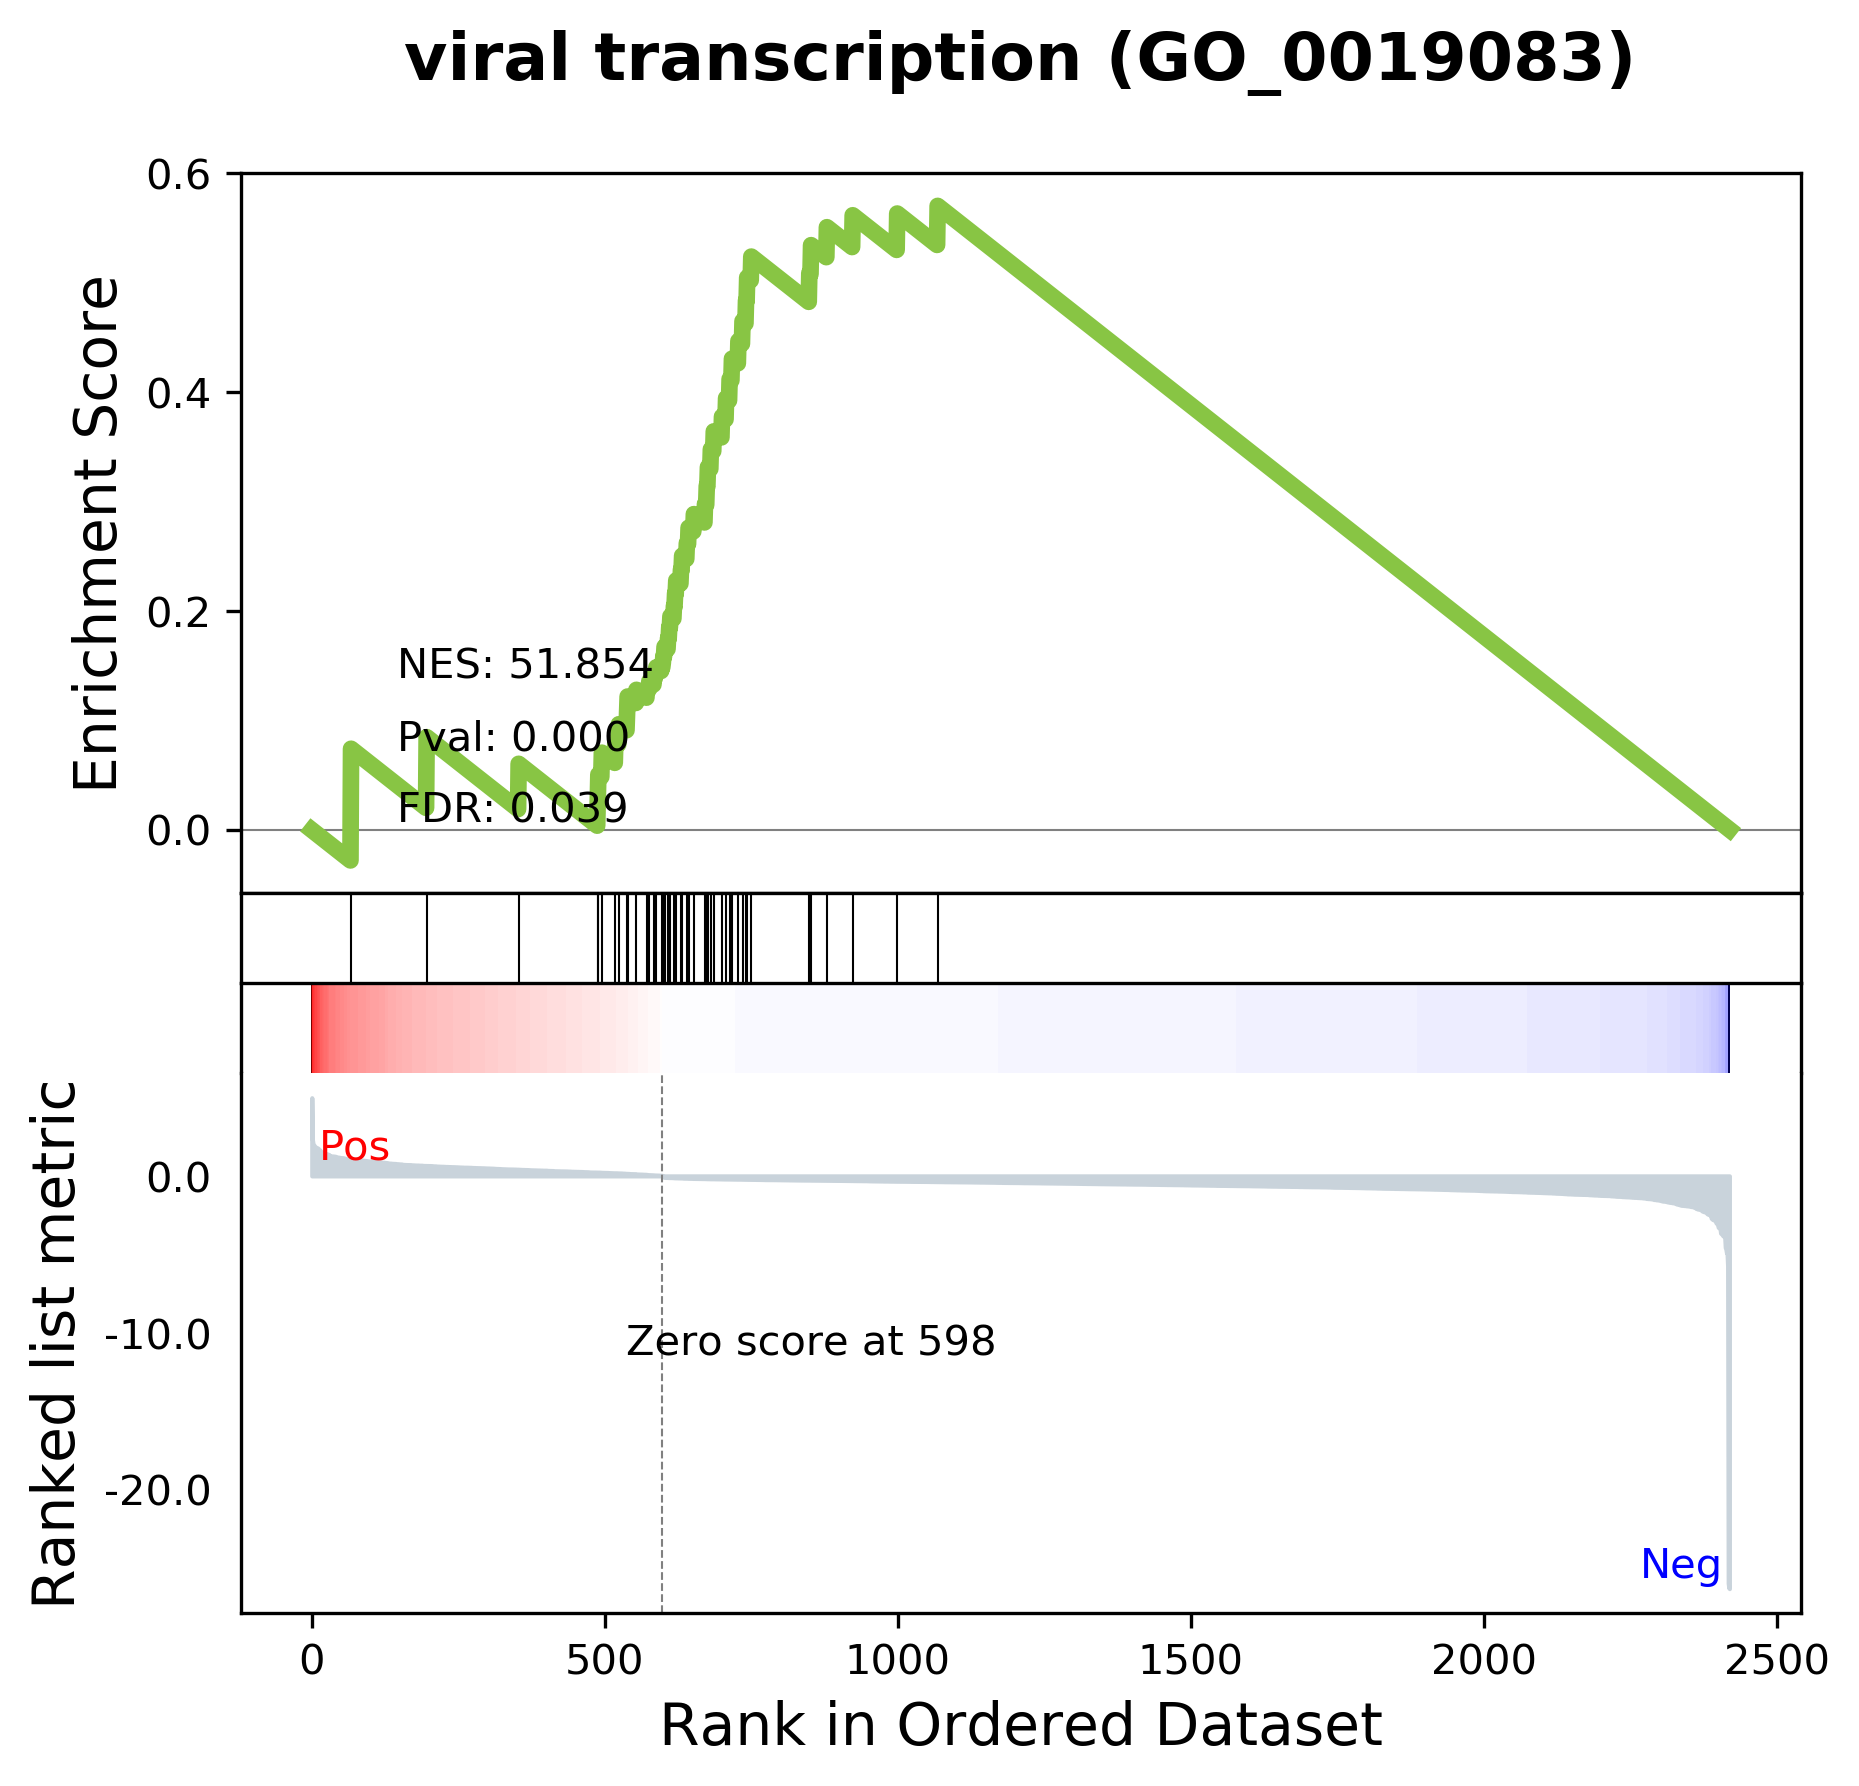 viral transcription (GO_0019083)
Enrichment Score
0.6
0.4
0.2
0.0
NES: 51.854
Pval: 0.000
FDR: 0.039
Ranked list metric
0.0
-10.0
-20.0
Pos
Zero score at 598
Neg
0 500 1000 1500 2000 2500
Rank in Ordered Dataset